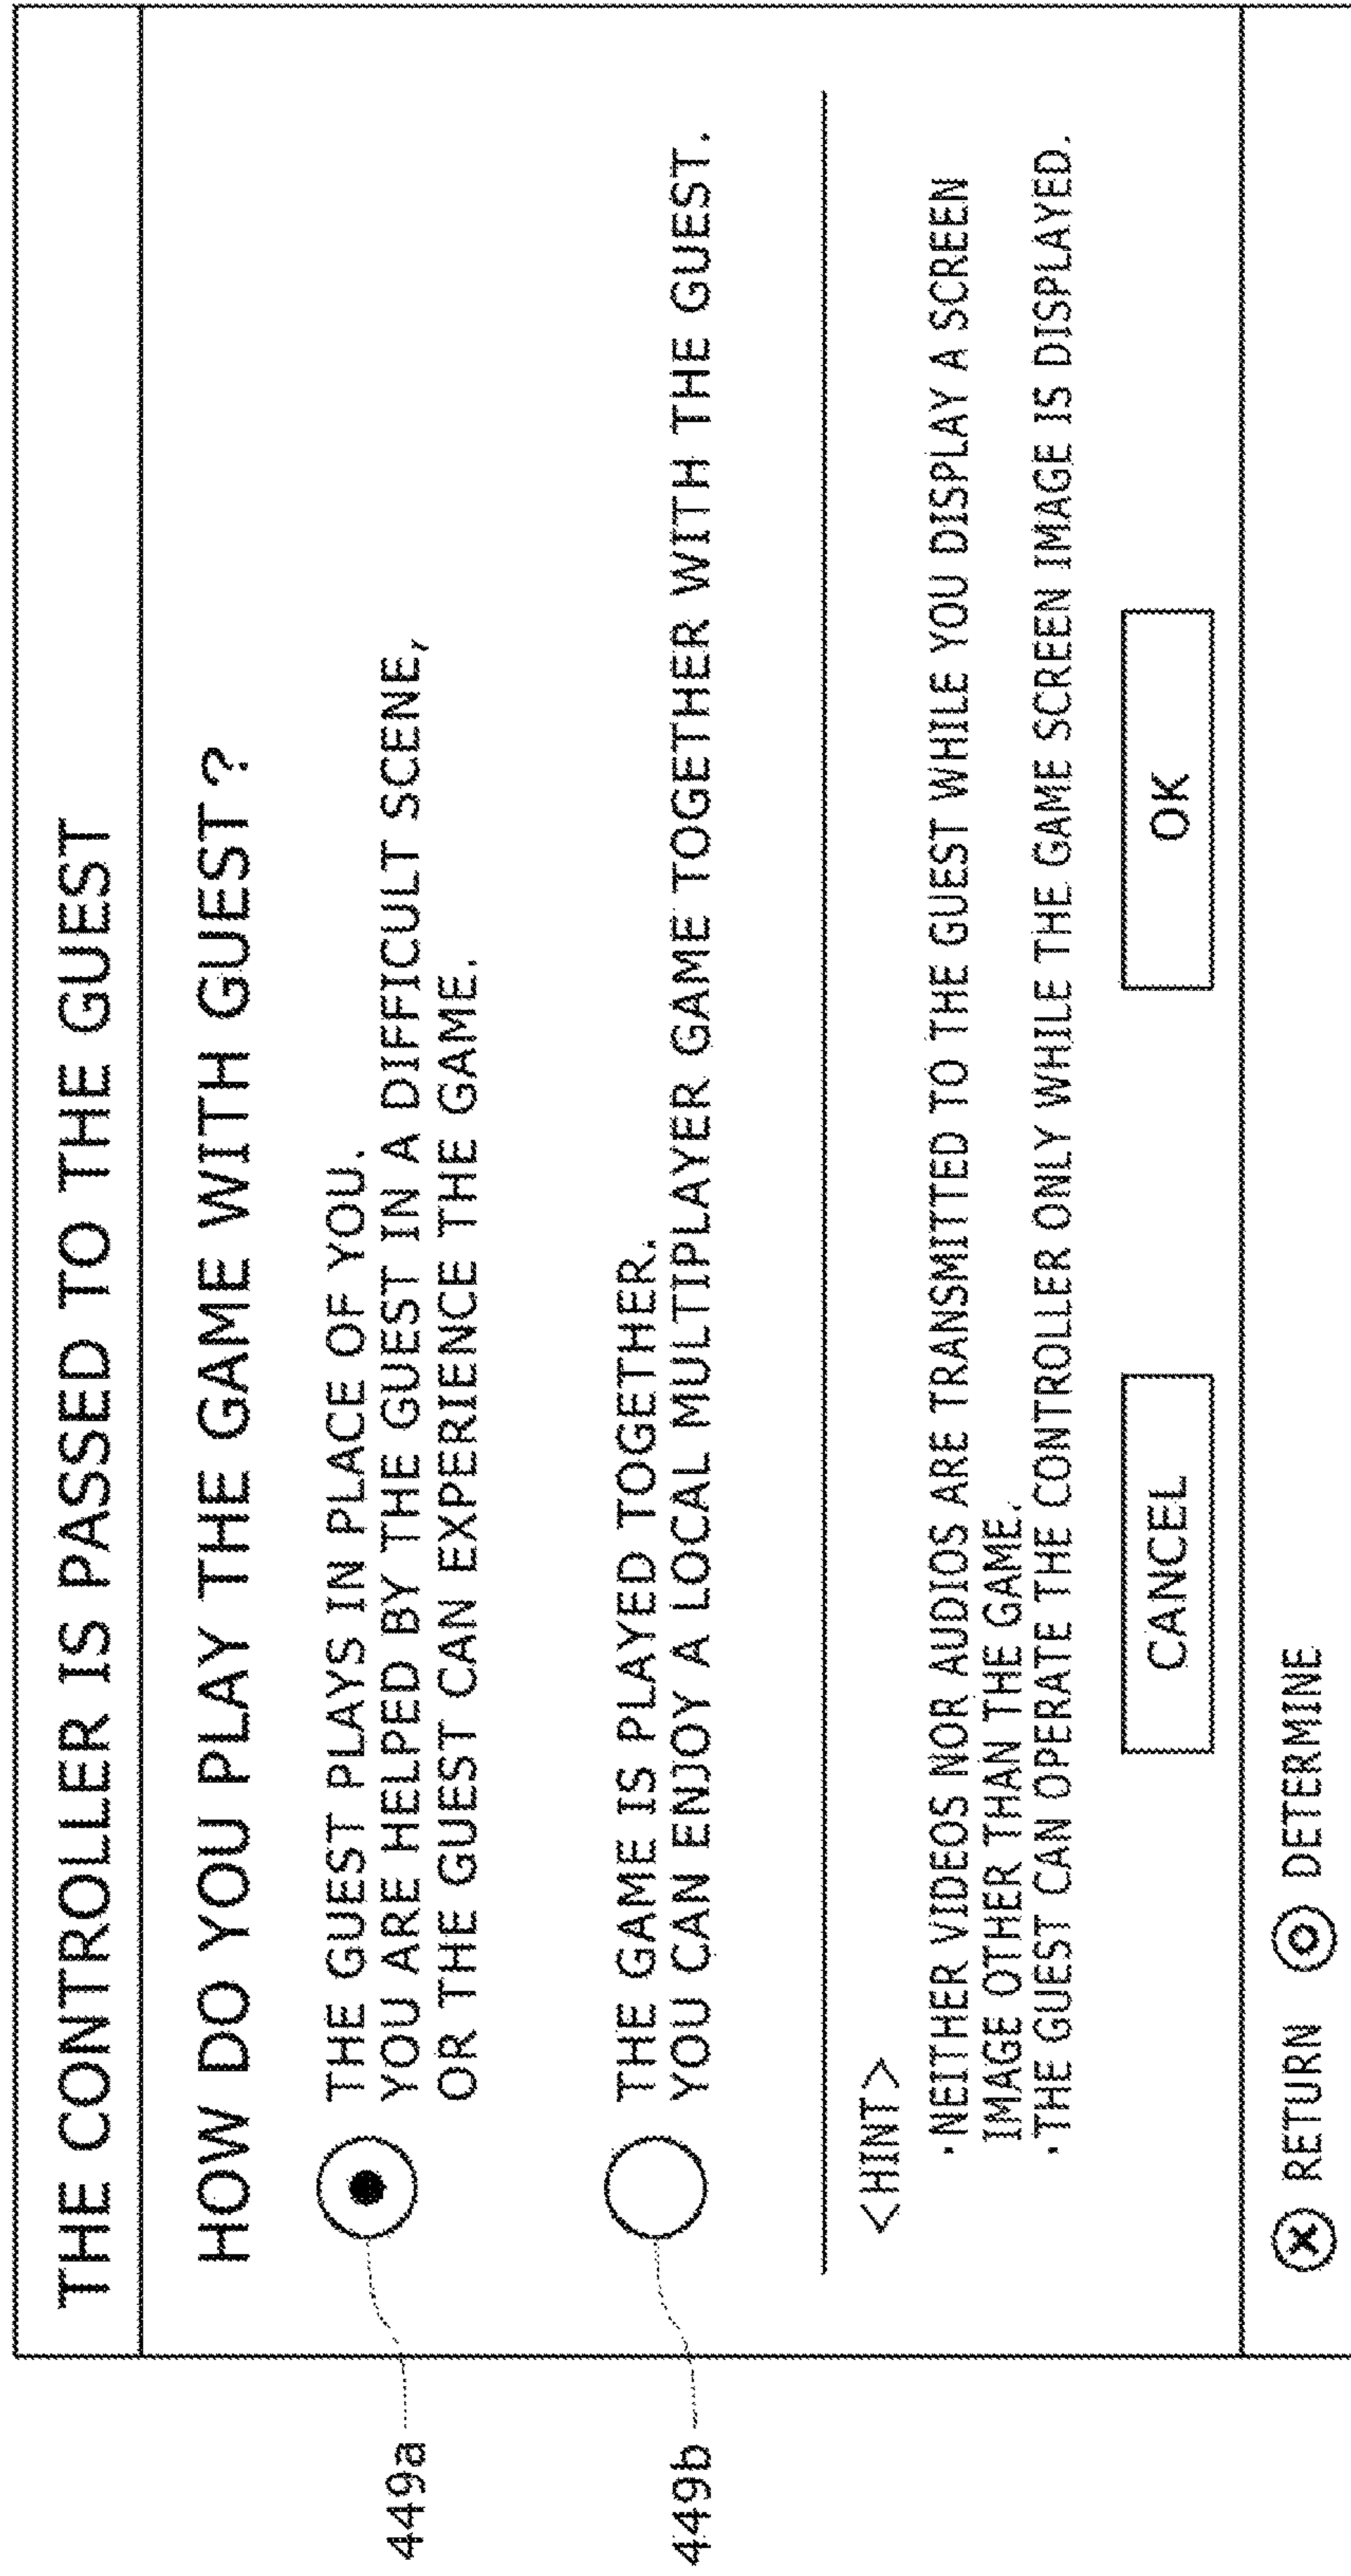 THE CONTROLLER IS PASSED TO THE GUEST
HOW DO YOU PLAY THE GAME WITH GUEST ?
449a
THE GUEST PLAYS IN PLACE OF YOU.
YOU ARE HELPED BY THE GUEST IN A DIFFICULT SCENE,
OR THE GUEST CAN EXPERIENCE THE GAME.
449b
THE GAME IS PLAYED TOGETHER.
YOU CAN ENJOY A LOCAL MULTIPLAYER GAME TOGETHER WITH THE GUEST.
<HINT>
・NEITHER VIDEOS NOR AUDIOS ARE TRANSMITTED TO THE GUEST WHILE YOU DISPLAY A SCREEN
IMAGE OTHER THAN THE GAME.
・THE GUEST CAN OPERATE THE CONTROLLER ONLY WHILE THE GAME SCREEN IMAGE IS DISPLAYED.
CANCEL OK
RETURN DETERMINE